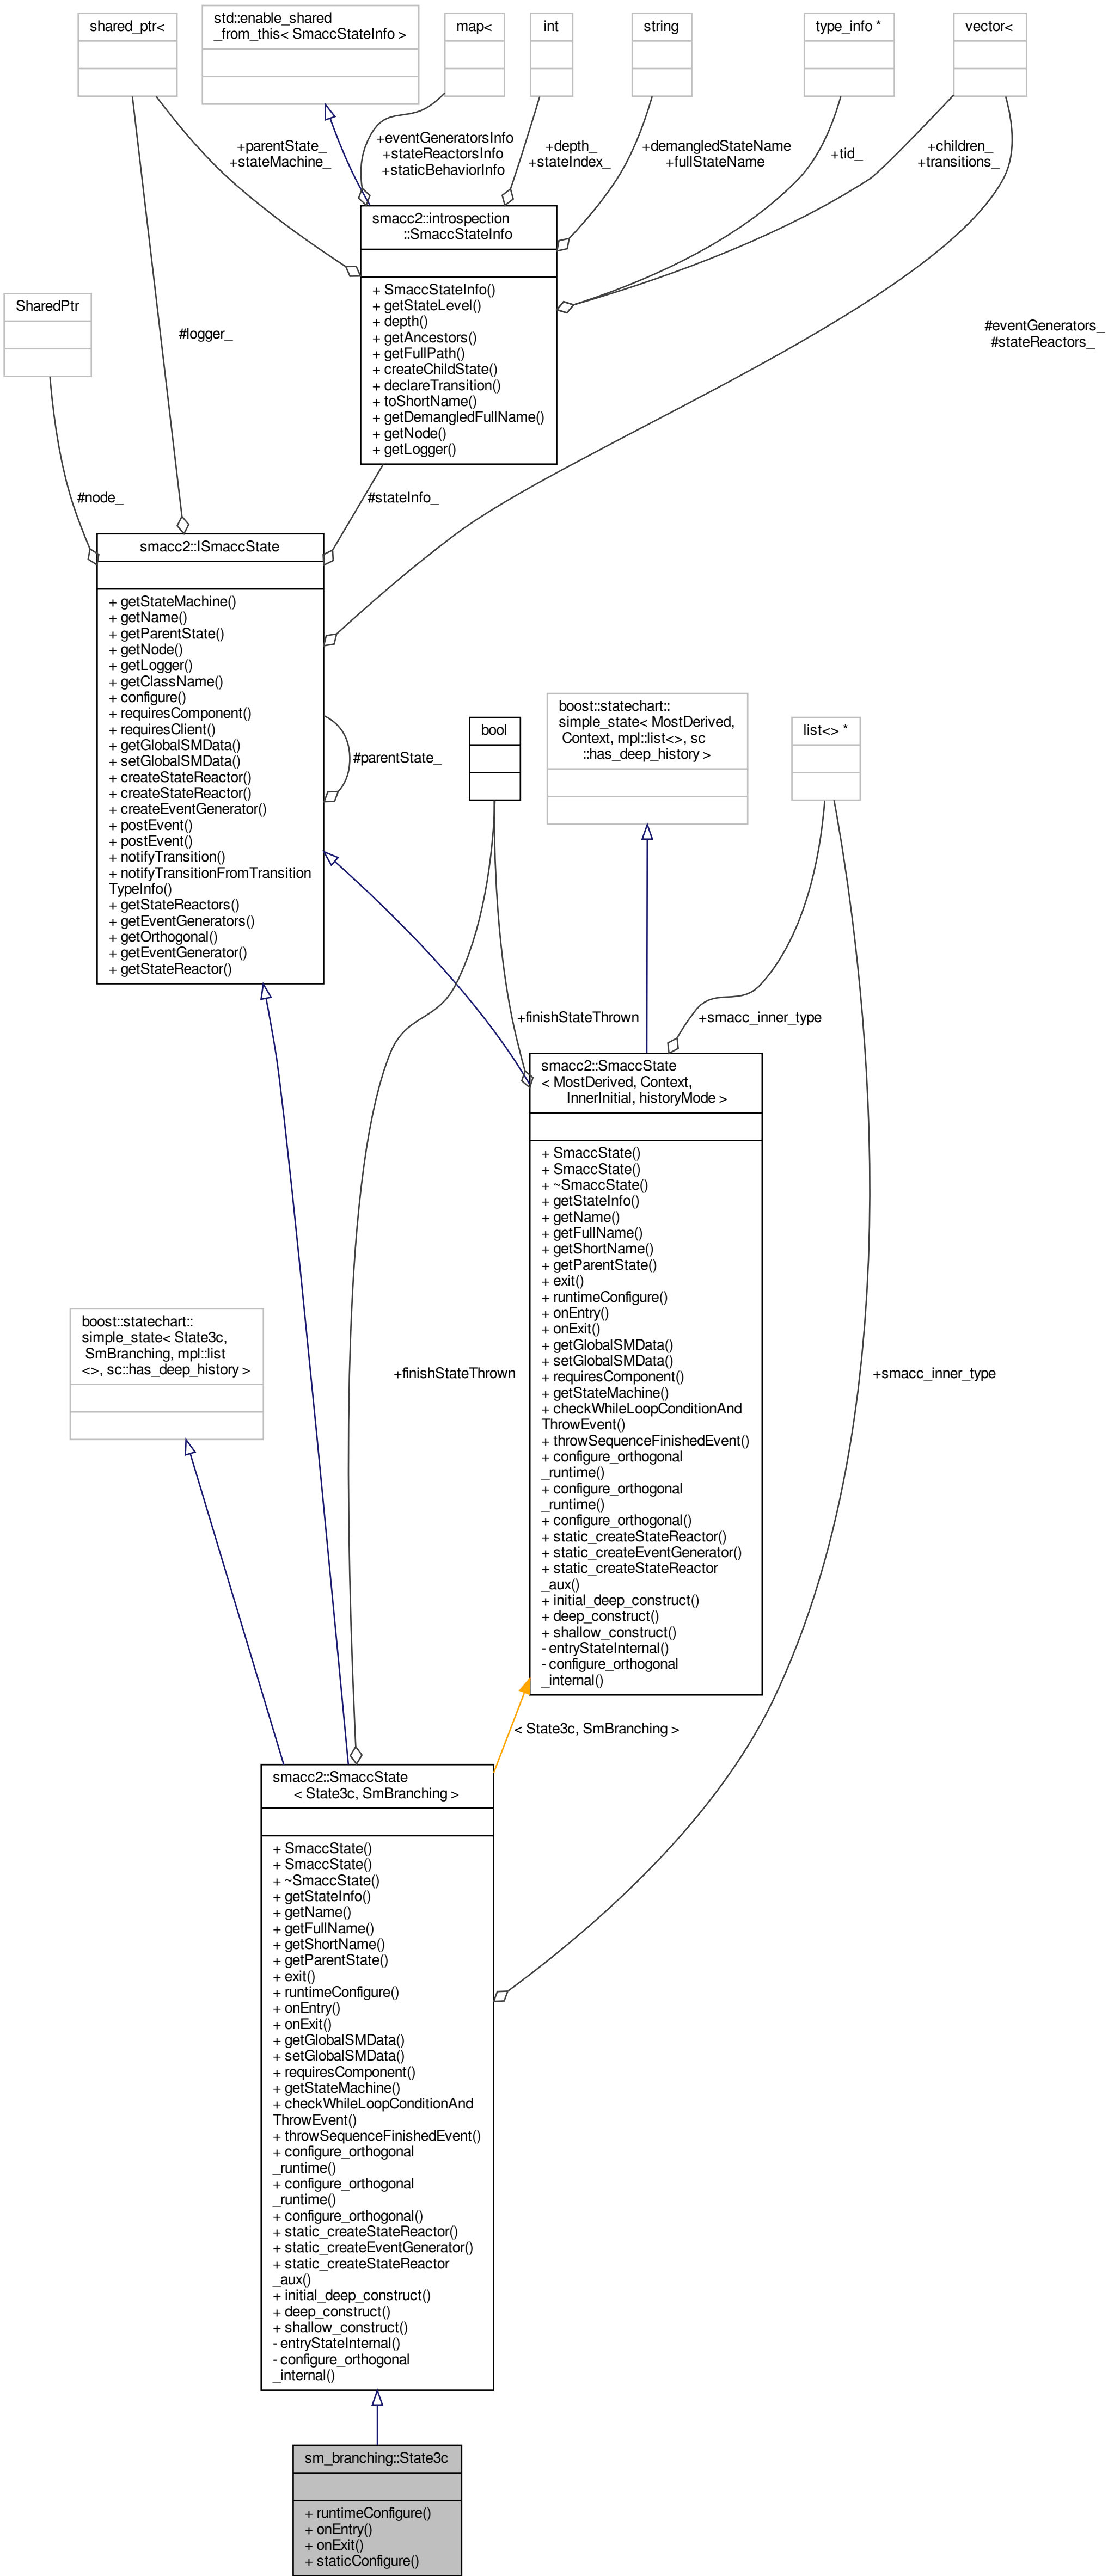 shared_ptr<
std::enable_shared
_from_this< SmaccStateInfo >
map<
int
string
type_info *
vector<
+parentState_
+stateMachine_
+eventGeneratorsInfo
+stateReactorsInfo
+staticBehaviorInfo
+depth_
+stateIndex_
+demangledStateName
+fullStateName
+tid_
+children_
+transitions_
smacc2::introspection
::SmaccStateInfo
+ SmaccStateInfo()
+ getStateLevel()
+ depth()
+ getAncestors()
+ getFullPath()
+ createChildState()
+ declareTransition()
+ toShortName()
+ getDemangledFullName()
+ getNode()
+ getLogger()
SharedPtr
#logger_
#eventGenerators_
#stateReactors_
#node_
#stateInfo_
smacc2::ISmaccState
+ getStateMachine()
+ getName()
+ getParentState()
+ getNode()
+ getLogger()
+ getClassName()
+ configure()
+ requiresComponent()
+ requiresClient()
+ getGlobalSMData()
+ setGlobalSMData()
+ createStateReactor()
+ createStateReactor()
+ createEventGenerator()
+ postEvent()
+ postEvent()
+ notifyTransition()
+ notifyTransitionFromTransition
TypeInfo()
+ getStateReactors()
+ getEventGenerators()
+ getOrthogonal()
+ getEventGenerator()
+ getStateReactor()
#parentState_
bool
boost::statechart::
simple_state< MostDerived,
Context, mpl::list<>, sc
::has_deep_history >
list<> *
+finishStateThrown
+smacc_inner_type
smacc2::SmaccState
< MostDerived, Context,
InnerInitial, historyMode >
+ SmaccState()
+ SmaccState()
+ ~SmaccState()
+ getStateInfo()
+ getName()
+ getFullName()
+ getShortName()
+ getParentState()
+ exit()
+ runtimeConfigure()
+ onEntry()
+ onExit()
+ getGlobalSMData()
+ setGlobalSMData()
+ requiresComponent()
+ getStateMachine()
+ checkWhileLoopConditionAnd
ThrowEvent()
+ throwSequenceFinishedEvent()
+ configure_orthogonal
_runtime()
+ configure_orthogonal
_runtime()
+ configure_orthogonal()
+ static_createStateReactor()
+ static_createEventGenerator()
+ static_createStateReactor
_aux()
+ initial_deep_construct()
+ deep_construct()
+ shallow_construct()
- entryStateInternal()
- configure_orthogonal
_internal()
boost::statechart::
simple_state< State3c,
SmBranching, mpl::list
<>, sc::has_deep_history >
+finishStateThrown
+smacc_inner_type
< State3c, SmBranching >
smacc2::SmaccState
< State3c, SmBranching >
+ SmaccState()
+ SmaccState()
+ ~SmaccState()
+ getStateInfo()
+ getName()
+ getFullName()
+ getShortName()
+ getParentState()
+ exit()
+ runtimeConfigure()
+ onEntry()
+ onExit()
+ getGlobalSMData()
+ setGlobalSMData()
+ requiresComponent()
+ getStateMachine()
+ checkWhileLoopConditionAnd
ThrowEvent()
+ throwSequenceFinishedEvent()
+ configure_orthogonal
_runtime()
+ configure_orthogonal
_runtime()
+ configure_orthogonal()
+ static_createStateReactor()
+ static_createEventGenerator()
+ static_createStateReactor
_aux()
+ initial_deep_construct()
+ deep_construct()
+ shallow_construct()
- entryStateInternal()
- configure_orthogonal
_internal()
sm_branching::State3c
+ runtimeConfigure()
+ onEntry()
+ onExit()
+ staticConfigure()